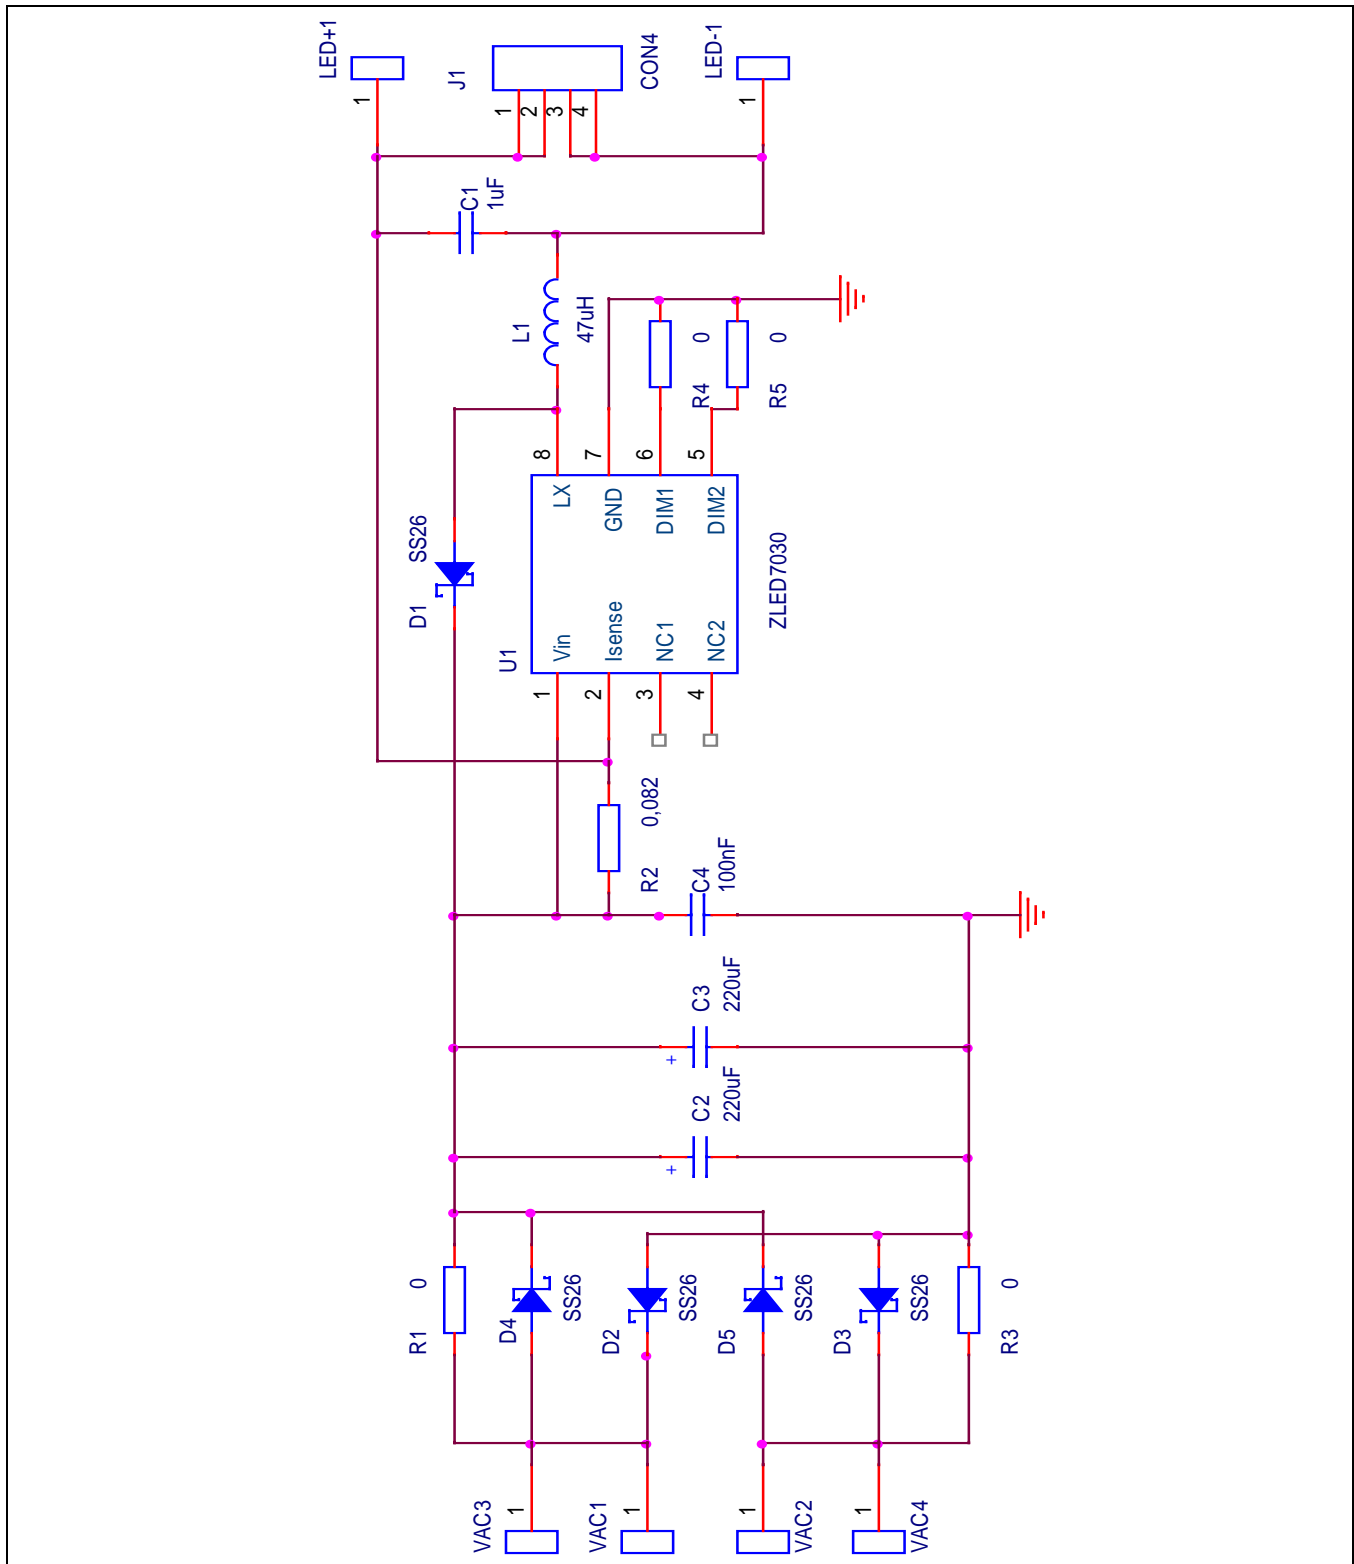 LED+1
1
J1
CON4
1
2
3
4
LED-1
1
C1
1uF
L1
47uH
R4
0
R5
0
D1
SS26
U1
8
7
6
5
LX
GND
DIM1
DIM2
Vin
Isense
NC1
NC2
ZLED7030
1
2
3
4
R2
0,082
C4
100nF
C3
220uF
+
C2
220uF
+
R1
0
D4
SS26
D2
SS26
D5
SS26
D3
SS26
R3
0
VAC3
1
VAC1
1
VAC2
1
VAC4
1